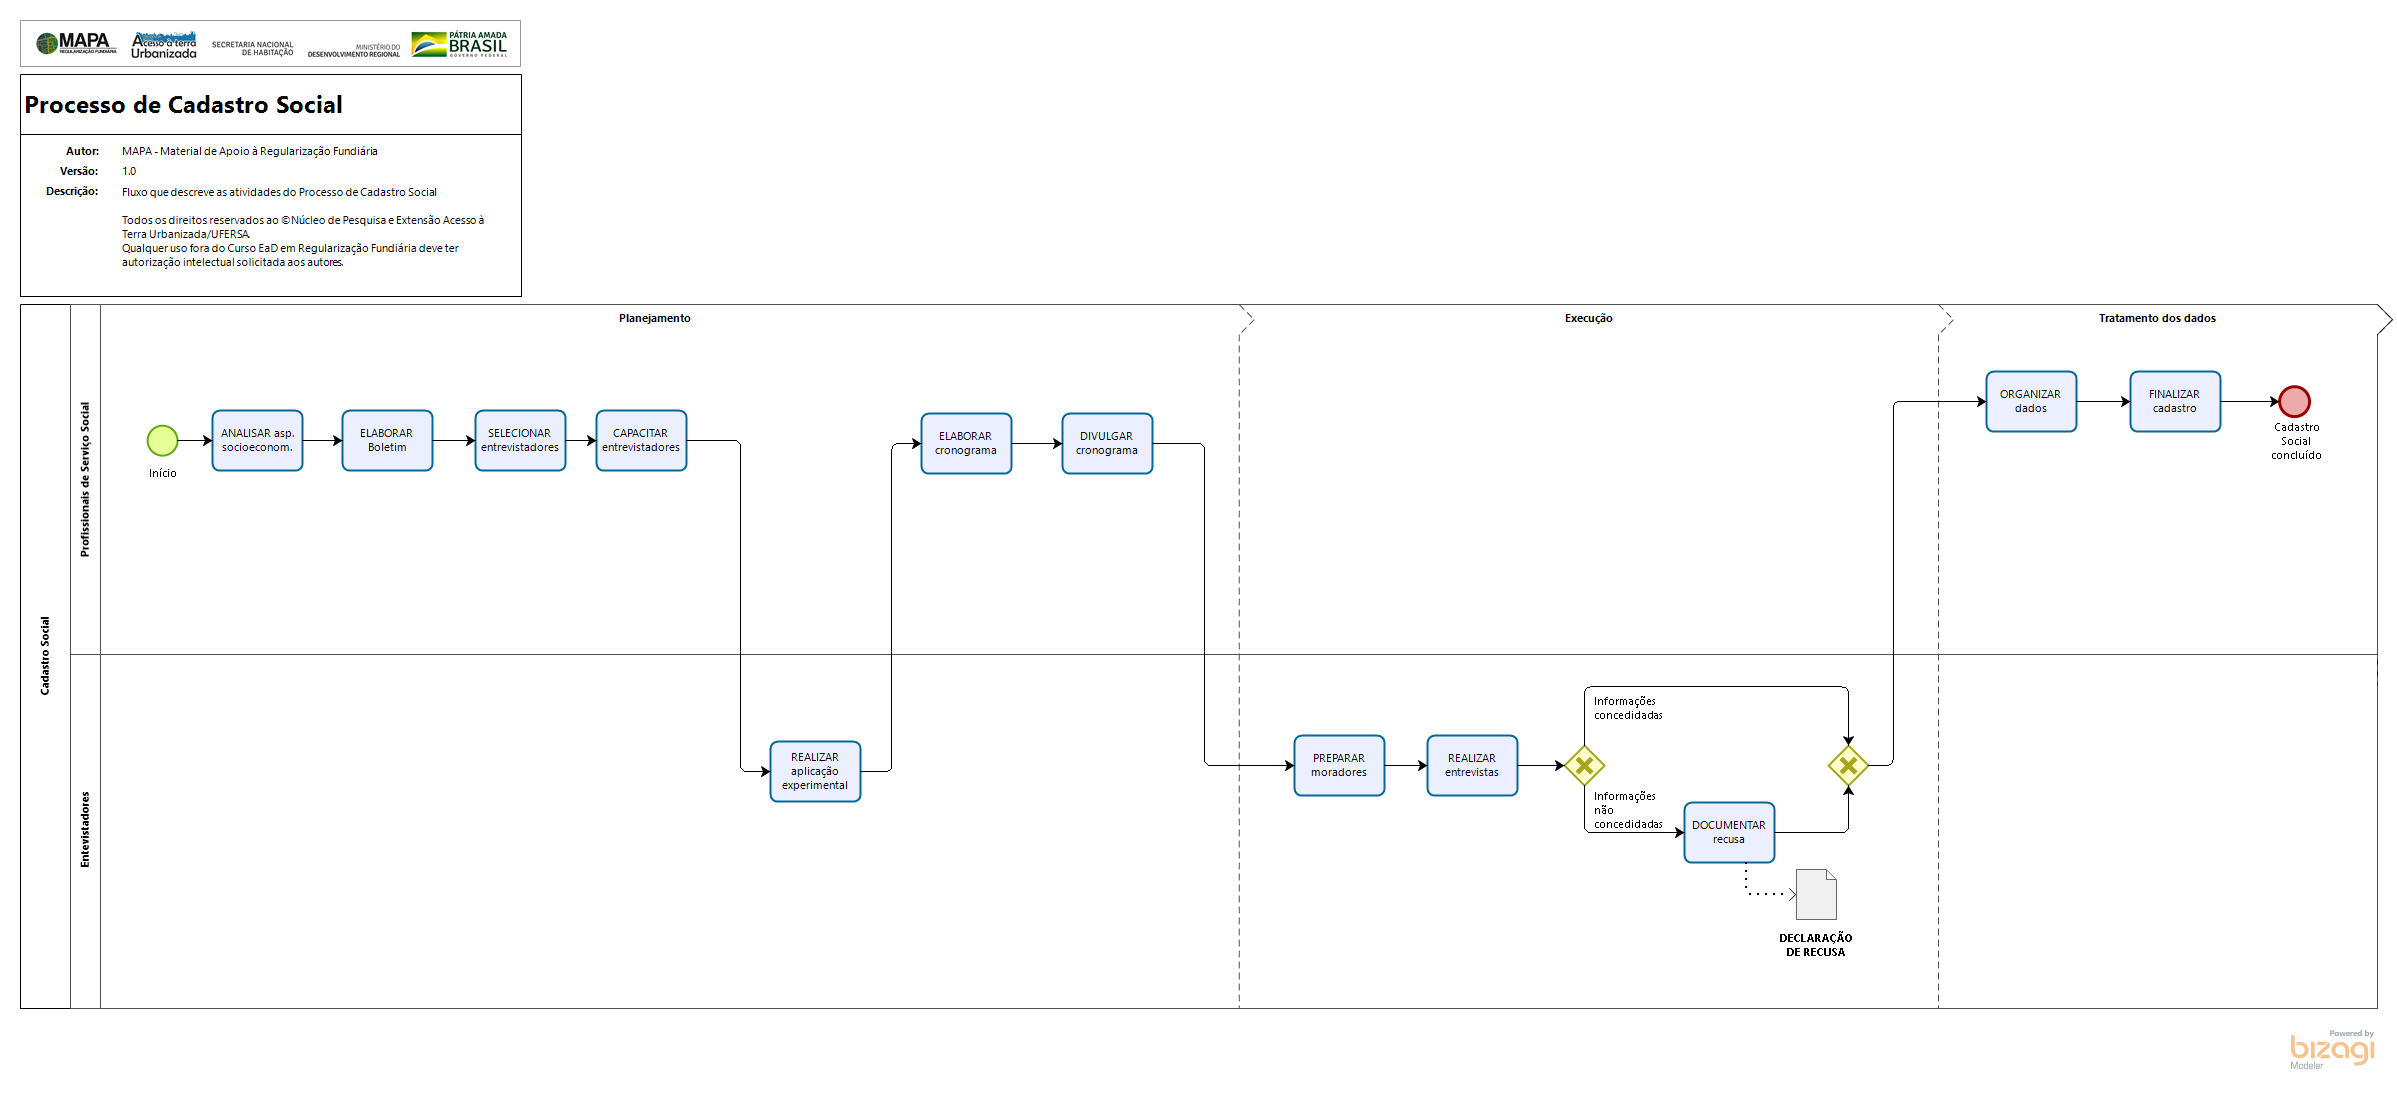 MAPA
REGULARIZAÇÃO FUNDIÁRIA
Acesso à terra
Urbanizada
SECRETARIA NACIONAL
DE HABITAÇÃO
MINISTÉRIO DO
DESENVOLVIMENTO REGIONAL
PÁTRIA AMADA
BRASIL
GOVERNO FEDERAL
Processo de Cadastro Social
Autor: MAPA - Material de Apoio à Regularização Fundiária
Versão: 1.0
Descrição: Fluxo que descreve as atividades do Processo de Cadastro Social
Todos os direitos reservados ao ©Núcleo de Pesquisa e Extensão Acesso à
Terra Urbanizada/UFERSA.
Qualquer uso fora do Curso EaD em Regularização Fundiária deve ter
autorização intelectual solicitada aos autores.
Cadastro Social
Profissionais de Serviço Social
Entevistadores
Planejamento
Execução
Tratamento dos dados
Início
ANALISAR asp.
socioeconom.
ELABORAR
Boletim
SELECIONAR
entrevistadores
CAPACITAR
entrevistadores
REALIZAR
aplicação
experimental
ELABORAR
cronograma
DIVULGAR
cronograma
PREPARAR
moradores
REALIZAR
entrevistas
Informações
concedidadas
Informações
não
concedidadas
DOCUMENTAR
recusa
DECLARAÇÃO
DE RECUSA
ORGANIZAR
dados
FINALIZAR
cadastro
Cadastro
Social
concluído
Powered by
bizagi
Modeler